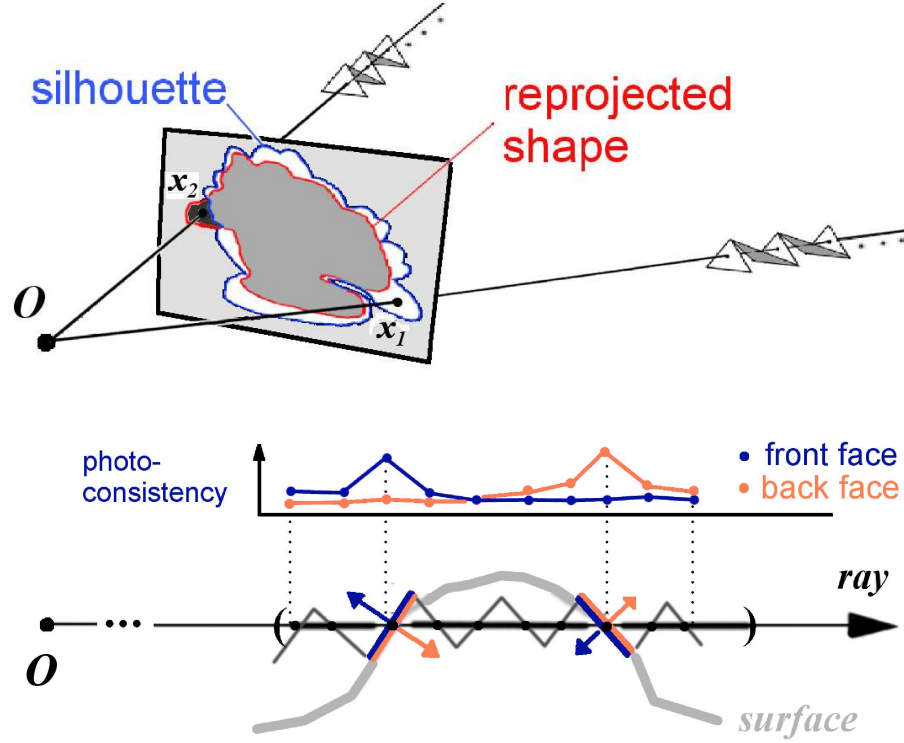 silhouette
reprojected
shape
x2
O
x1
photo-
consistency
front face
back face
ray
( )
O
surface